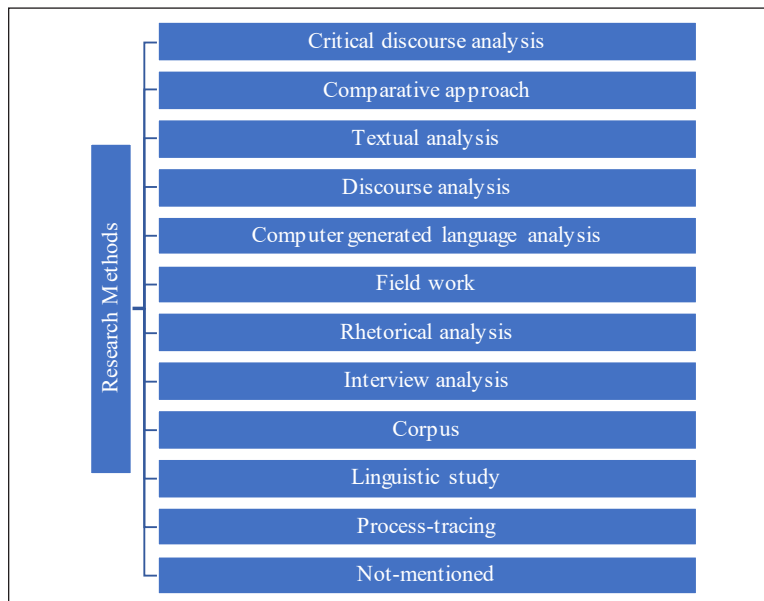 Research Methods
Critical discourse analysis
Comparative approach
Textual analysis
Discourse analysis
Computer generated language analysis
Field work
Rhetorical analysis
Interview analysis
Corpus
Linguistic study
Process-tracing
Not-mentioned